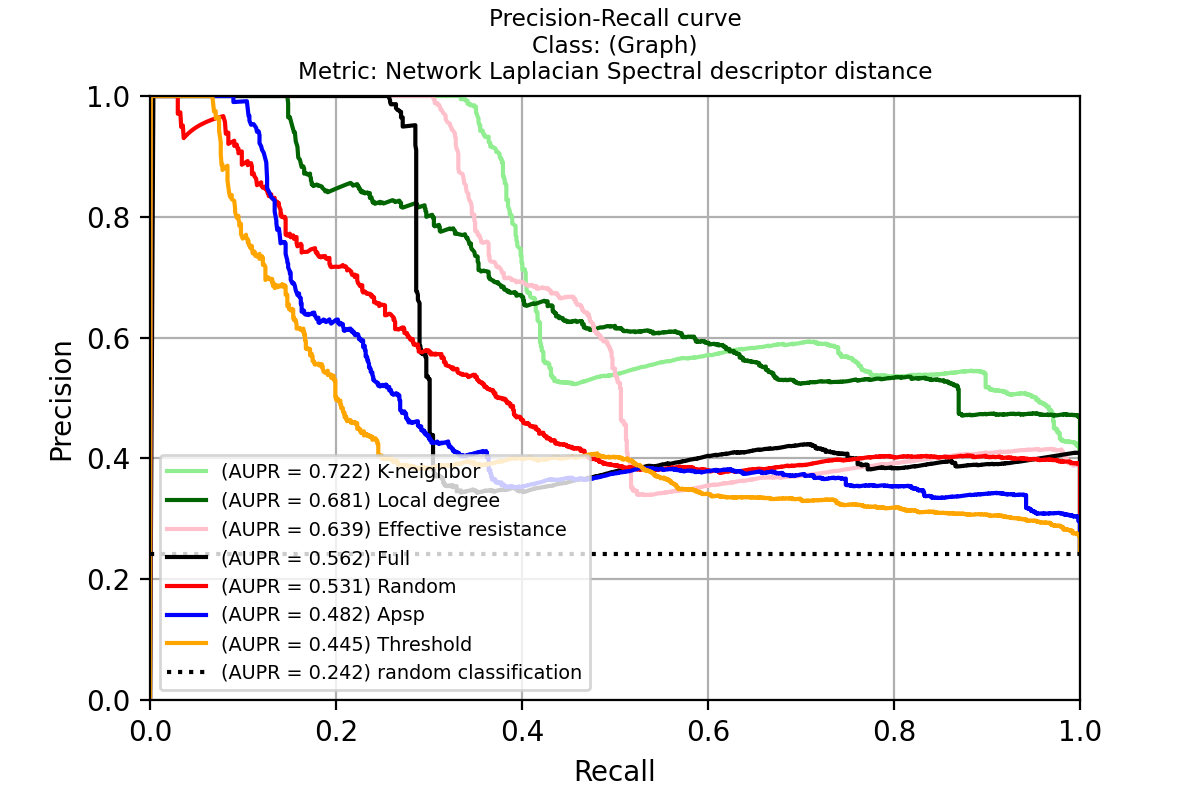 Precision-Recall curve
Class: (Graph)
Metric: Network Laplacian Spectral descriptor distance
1.0
0.8
0.6
0.4
0.2
0.0
Precision
(AUPR = 0.722) K-neighbor
(AUPR = 0.681) Local degree
(AUPR = 0.639) Effective resistance
(AUPR = 0.562) Full
(AUPR = 0.531) Random
(AUPR = 0.482) Apsp
(AUPR = 0.445) Threshold
(AUPR = 0.242) random classification
0.0 0.2 0.4 0.6 0.8 1.0
Recall